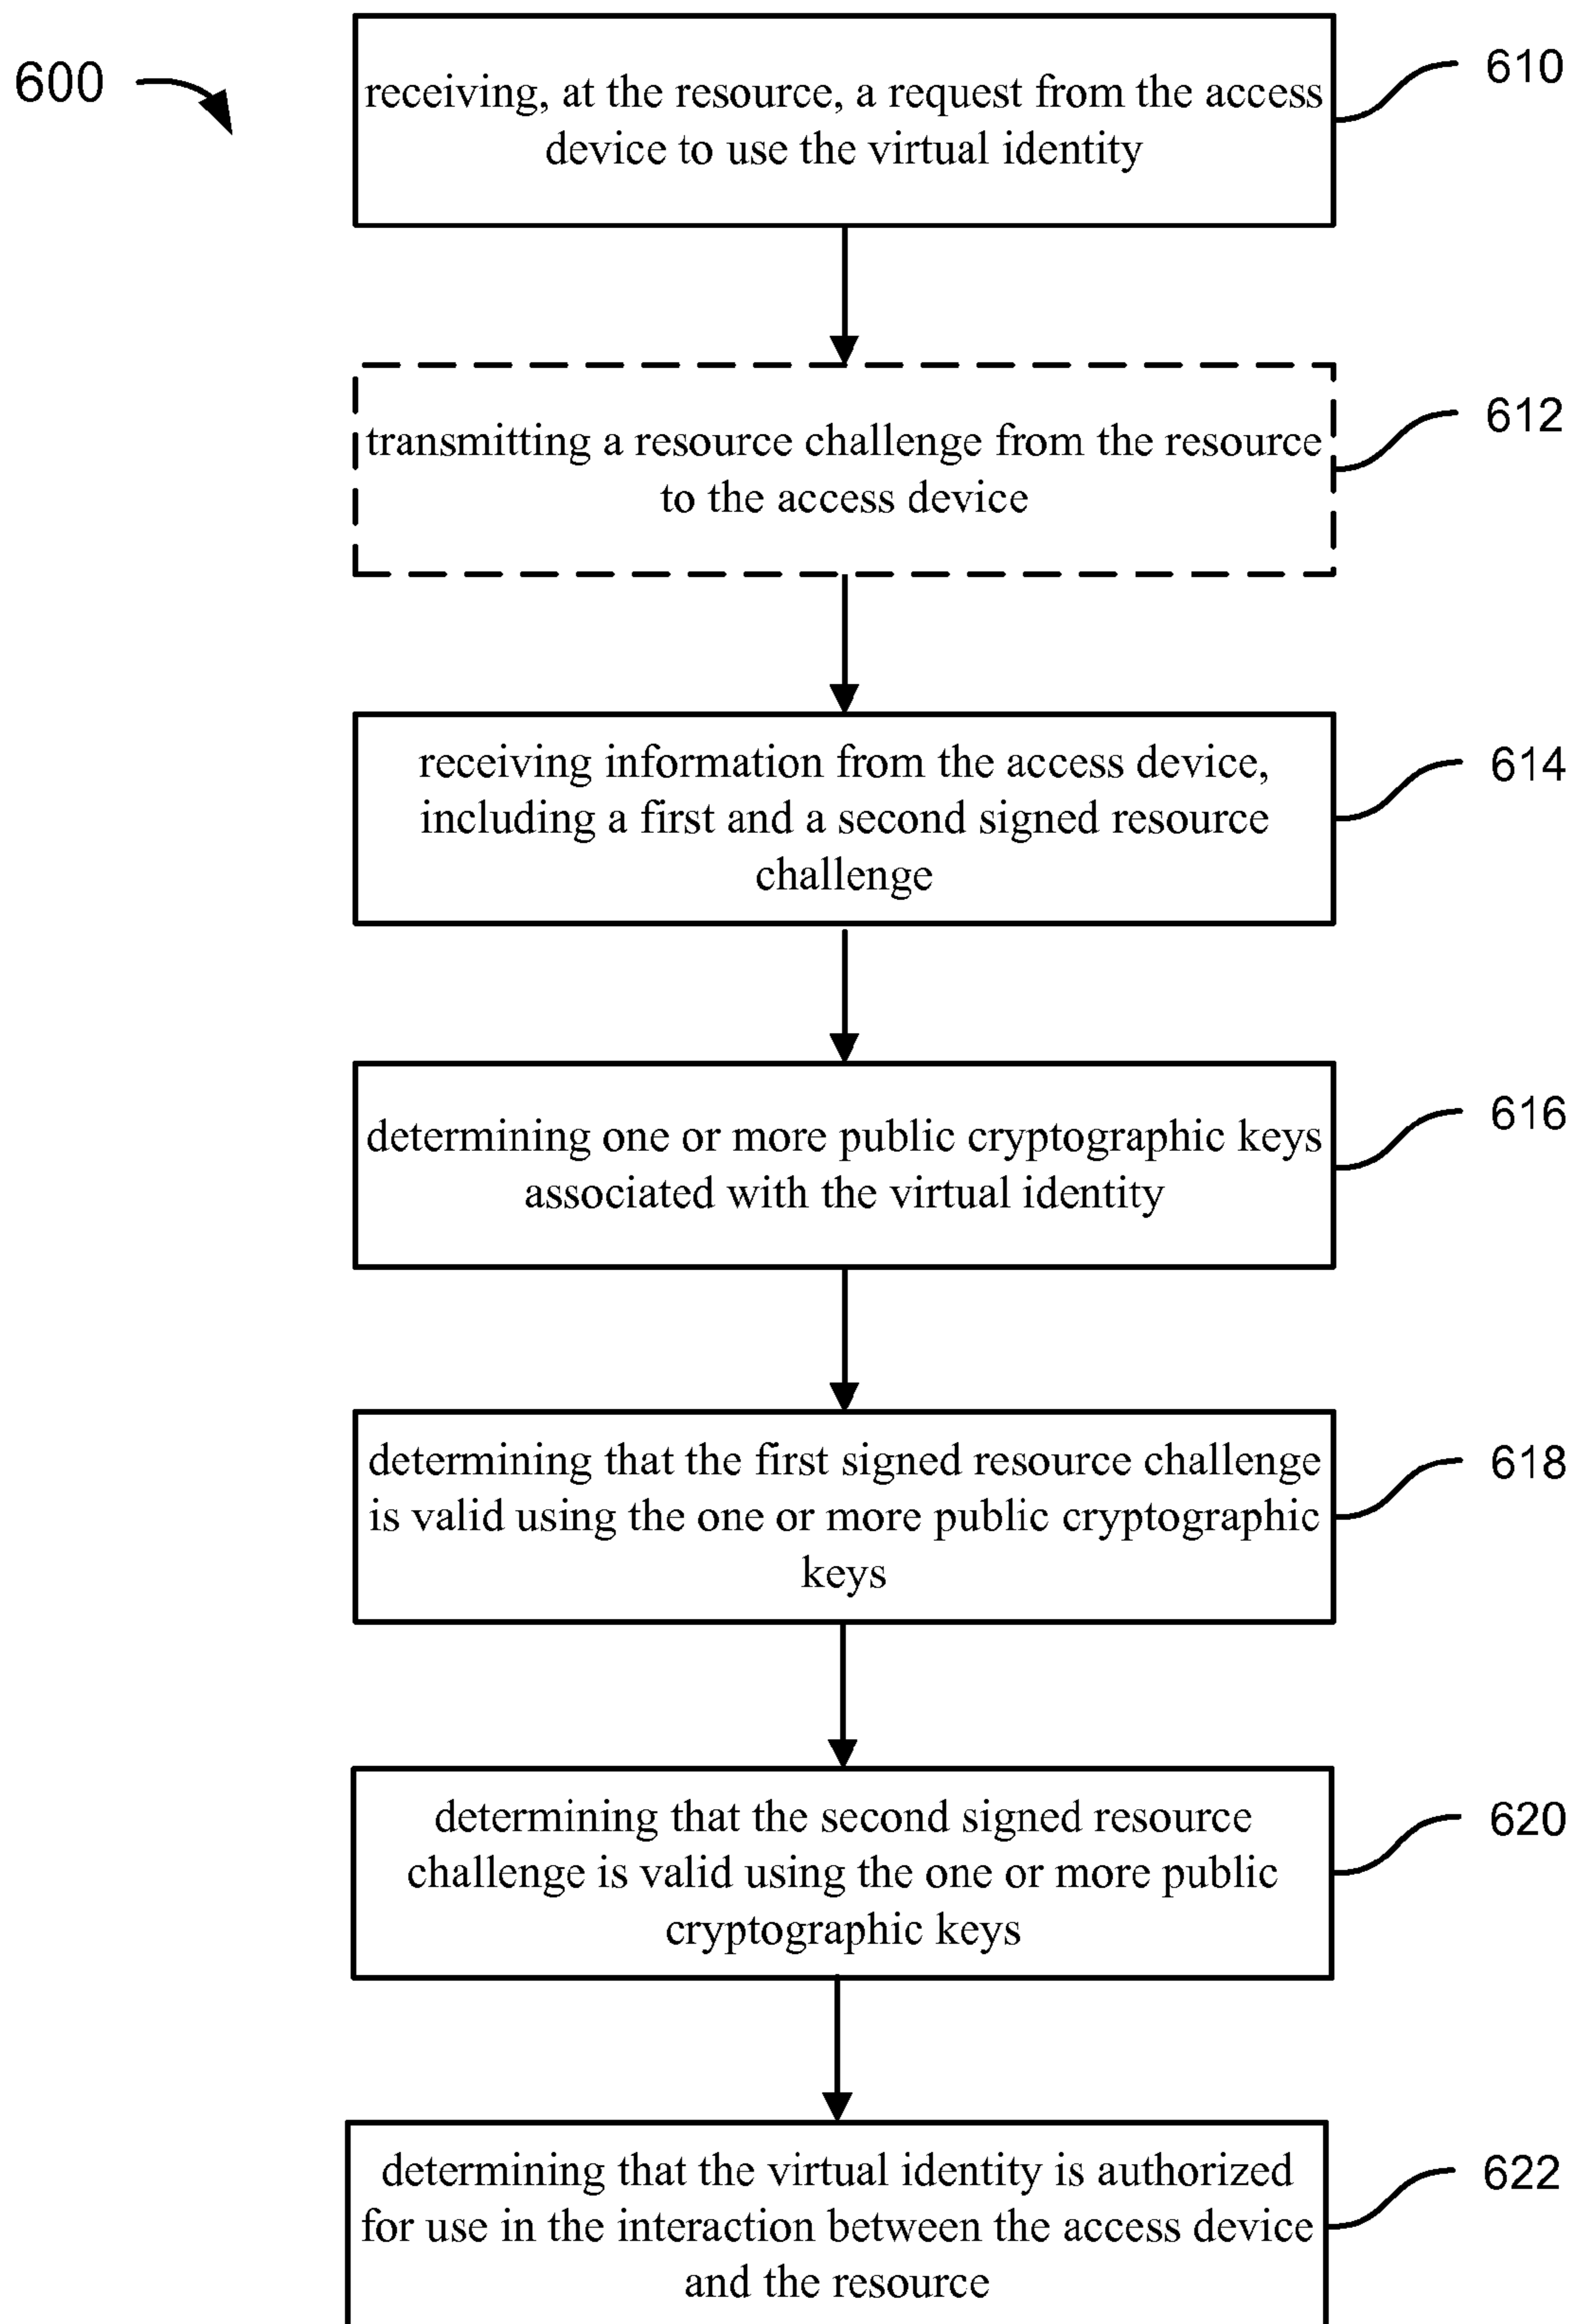 600
receiving, at the resource, a request from the access
device to use the virtual identity
610
transmitting a resource challenge from the resource
to the access device
612
receiving information from the access device,
including a first and a second signed resource
challenge
614
determining one or more public cryptographic keys
associated with the virtual identity
616
determining that the first signed resource challenge
is valid using the one or more public cryptographic
keys
618
determining that the second signed resource
challenge is valid using the one or more public
cryptographic keys
620
determining that the virtual identity is authorized
for use in the interaction between the access device
and the resource
622